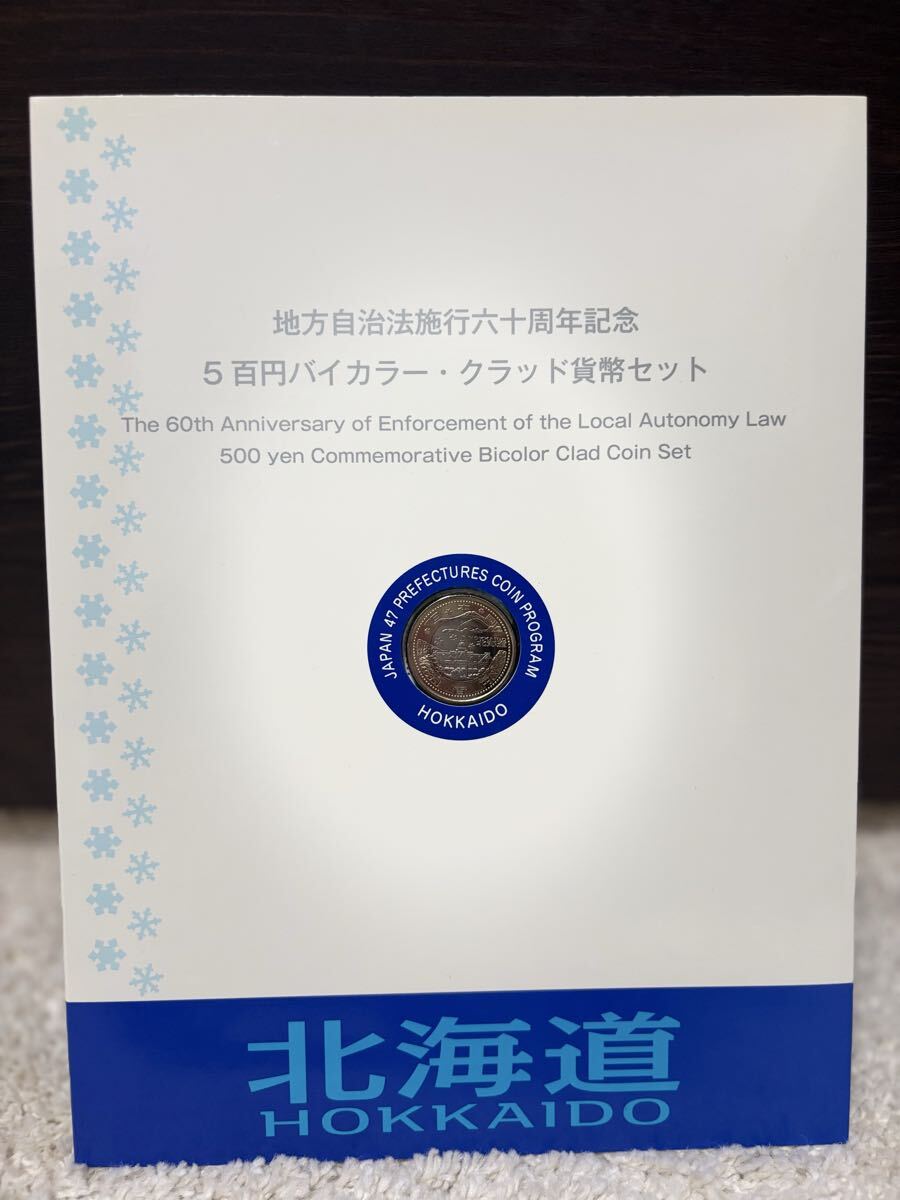 地方自治法施行六十周年記念
5百円バイカラー・クラッド貨幣セット
The 60th Anniversary of Enforcement of the Local Autonomy Law
500 yen Commemorative Bicolor Clad Coin Set
JAPAN 47 PREFECTURES COIN PROGRAM
HOKKAIDO
北海道
HOKKAIDO